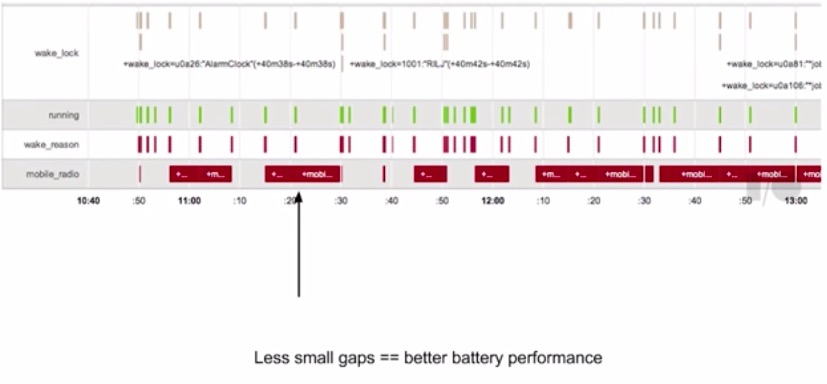 wake_lock
+wake_lock=u0a26:"AlarmClock"(+40m38s-+40m38s)
+wake_lock=1001:"RILJ"(+40m42s-+40m42s)
+wake_lock=u0a81:"*job
+wake_lock=u0a106:"*job
running
wake_reason
mobile_radio
+... +m... +... +mobi... +... +... +m... +... +mobi... +mobi... +... +mobi... +mo
10:40 :50 11:00 :10 :20 :30 :40 :50 12:00 :10 :20 :30 :40 :50 13:00
I/O
Less small gaps == better battery performance